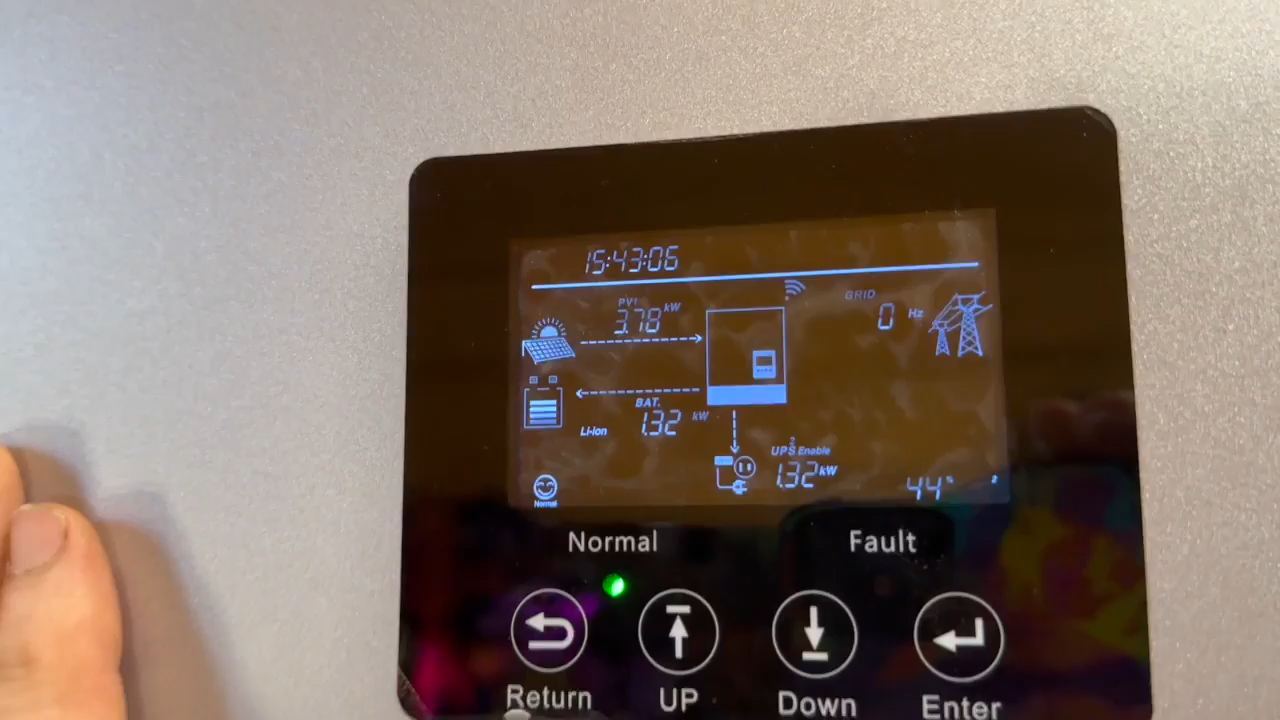 15:43:06
PV1
3.78 kW
GRID
0 Hz
BAT.
Li-ion
1.32 kW
UPS Enable
1.32 kW
44%
2
Normal
Normal
Fault
Return
UP
Down
Enter